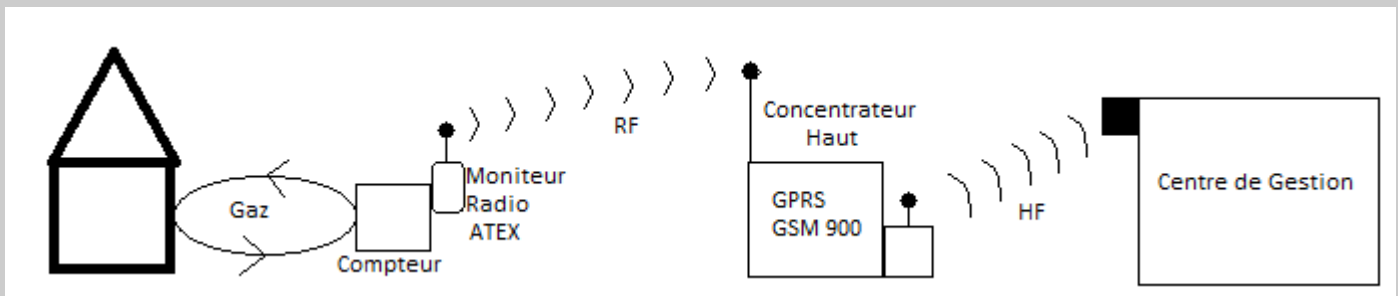 Gaz
Compteur
Moniteur
Radio
ATEX
RF
Concentrateur
Haut
GPRS
GSM 900
HF
Centre de Gestion